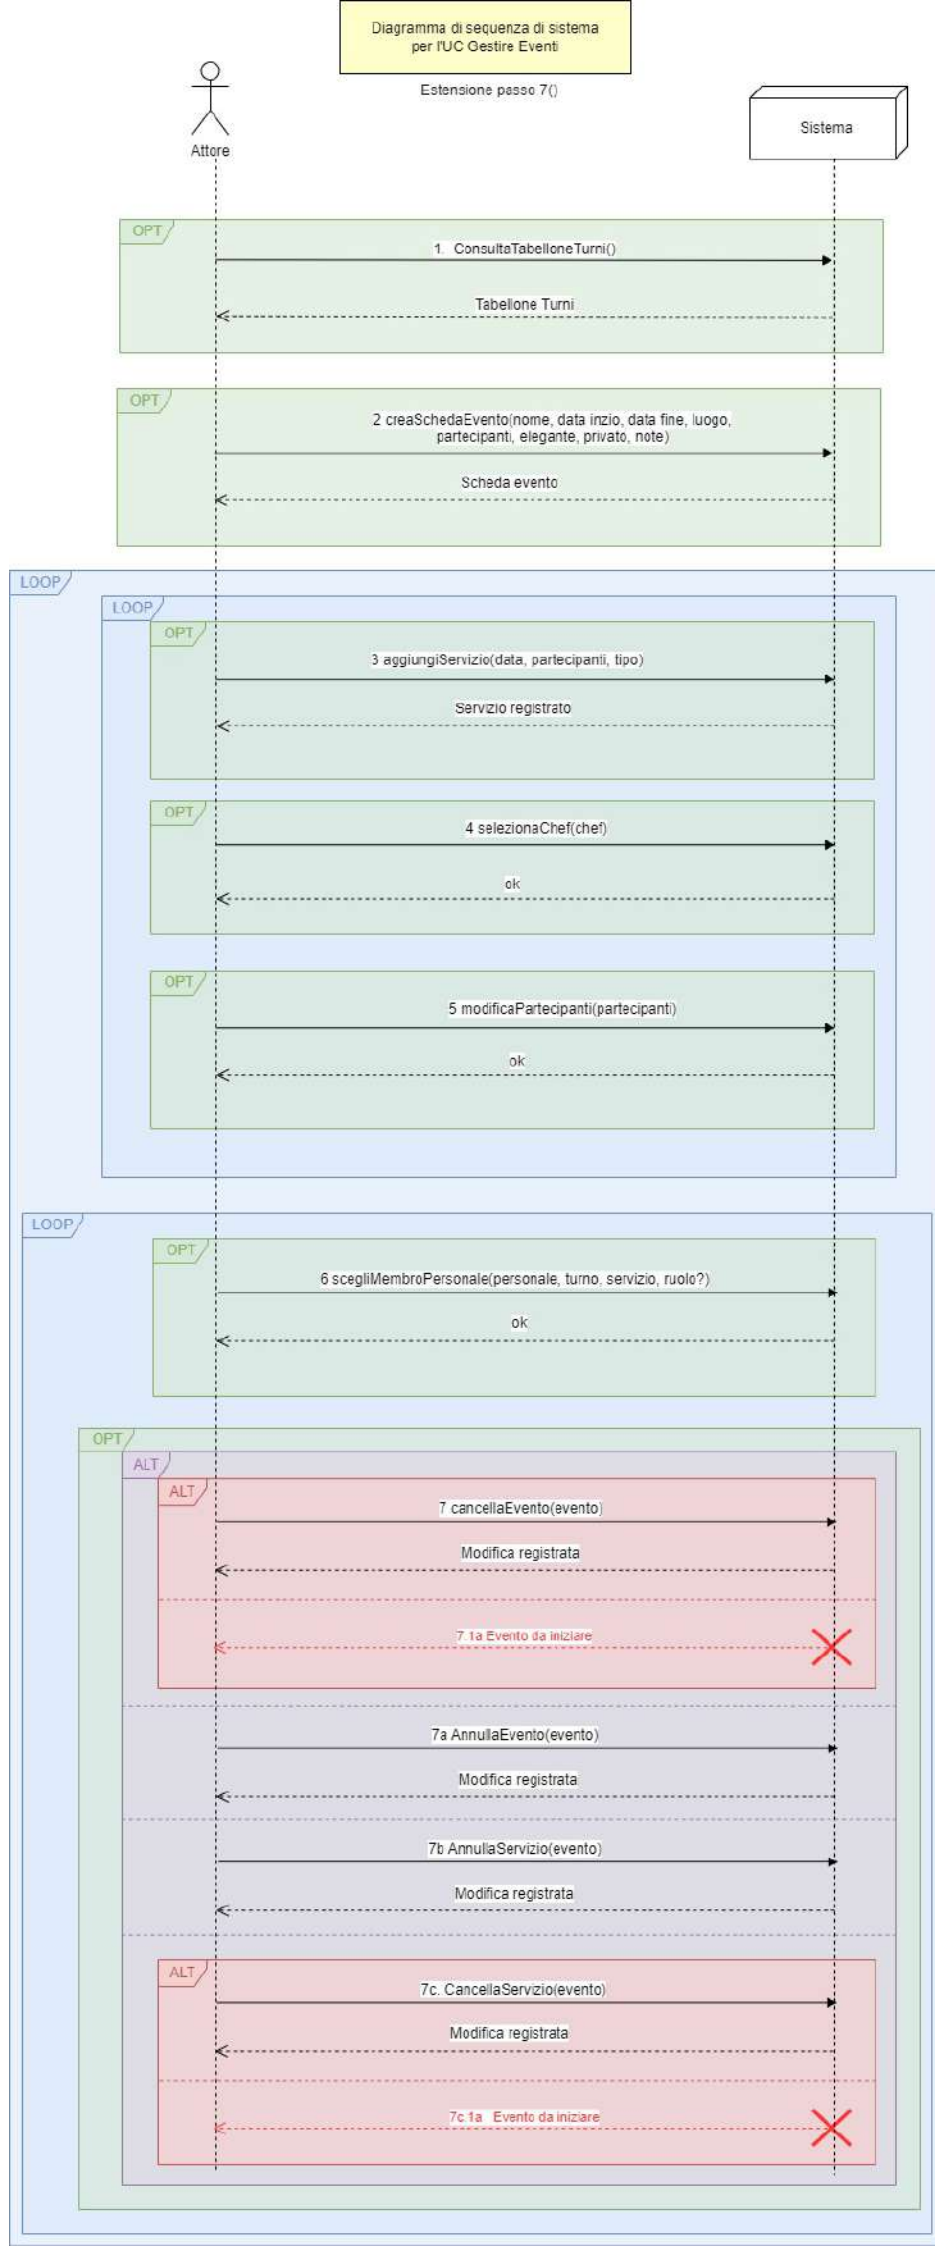 Diagramma di sequenza di sistema
per l'UC Gestire Eventi
Estensione passo 7()
Attore
Sistema
OPT
1. ConsultaTabelloneTurni()
Tabellone Turni
OPT
2 creaSchedaEvento(nome, data inzio, data fine, luogo,
partecipanti, elegante, privato, note)
Scheda evento
LOOP
LOOP
OPT
3 aggiungiServizio(data, partecipanti, tipo)
Servizio registrato
OPT
4 selezionaChef(chef)
ok
OPT
5 modificaPartecipanti(partecipanti)
ok
LOOP
OPT
6 scegliMembroPersonale(personale, turno, servizio, ruolo?)
ok
OPT
ALT
ALT
7 cancellaEvento(evento)
Modifica registrata
7.1a Evento da iniziare
7a AnnullaEvento(evento)
Modifica registrata
7b AnnullaServizio(evento)
Modifica registrata
ALT
7c. CancellaServizio(evento)
Modifica registrata
7c.1a Evento da iniziare